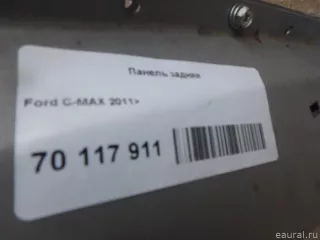 Панель задняя
Ford C-MAX 2011>
70 117 911
eaural.ru